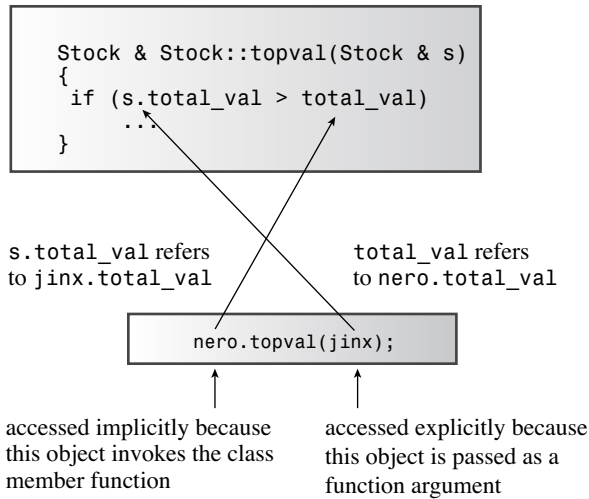 Stock & Stock::topval(Stock & s)
{
if (s.total_val > total_val)
...
}
s.total_val refers
to jinx.total_val
total_val refers
to nero.total_val
nero.topval(jinx);
accessed implicitly because
this object invokes the class
member function
accessed explicitly because
this object is passed as a
function argument